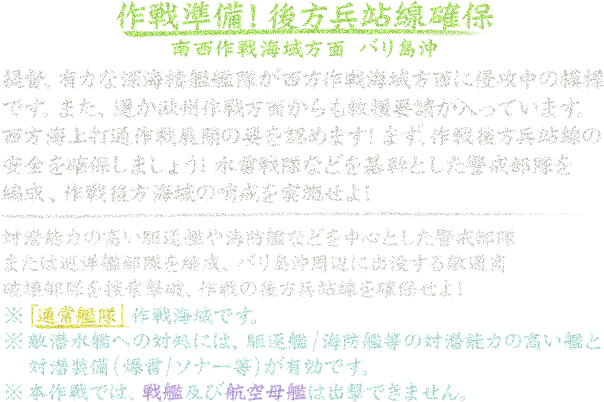 作戦準備！後方兵站線確保
南西作戦海域方面 バリ島沖
提督、有力な深海棲艦艦隊が西方作戦海域方面に侵攻中の模様
です。また、遥か欧州作戦方面からも救援要請が入っています。
西方海上打通作戦展開の要を認めます！まず、作戦後方兵站線の
安全を確保しましょう！水雷戦隊などを基幹とした警戒部隊を
編成、作戦後方海域の哨戒を実施せよ！
対潜能力の高い駆逐艦や海防艦などを中心とした警戒部隊
または巡洋艦部隊を編成、バリ島沖周辺に出没する敵通商
破壊部隊を捜索撃破、作戦の後方兵站線を確保せよ！
※「通常艦隊」作戦海域です。
※敵潜水艦への対処には、駆逐艦/海防艦等の対潜能力の高い艦と
対潜装備（爆雷/ソナー等）が有効です。
※本作戦では、戦艦及び航空母艦は出撃できません。